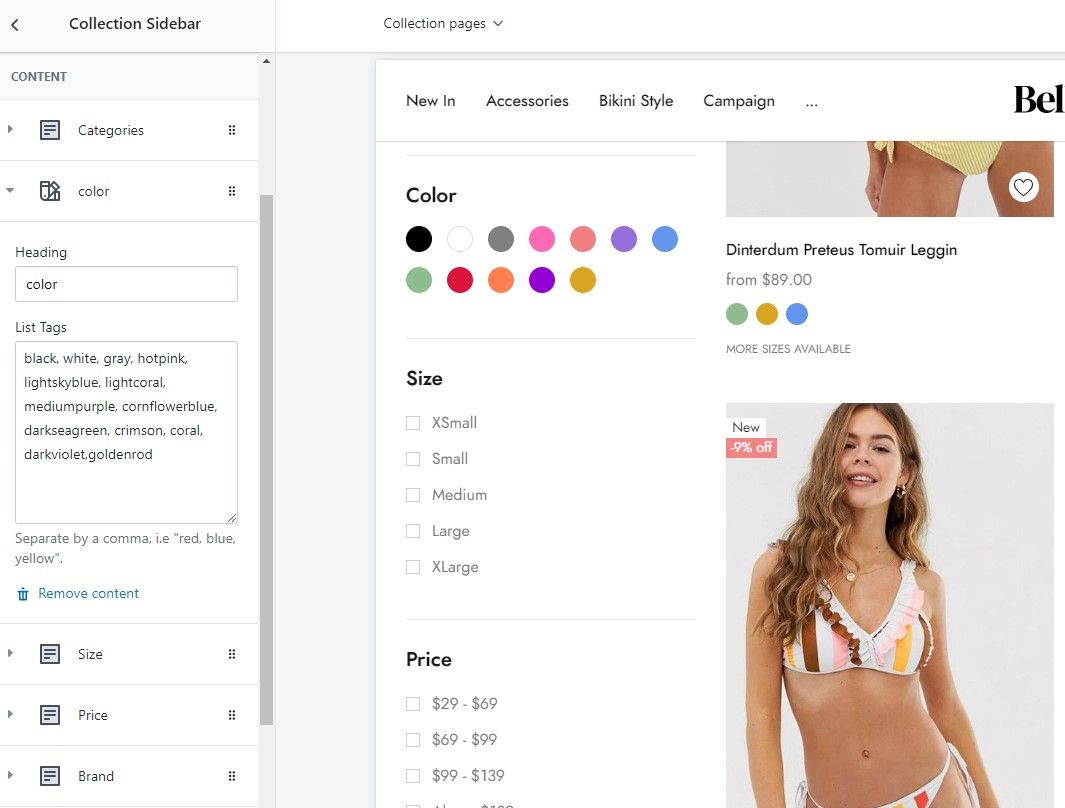 Collection Sidebar
Collection pages
CONTENT
Categories
color
Heading
color
List Tags
black, white, gray, hotpink,
lightskyblue, lightcoral,
mediumpurple, cornflowerblue,
darkseagreen, crimson, coral,
darkviolet,goldenrod
Separate by a comma, i.e "red, blue,
yellow".
Remove content
Size
Price
Brand
New In Accessories Bikini Style Campaign ...
Bel
Color
Size
XSmall
Small
Medium
Large
XLarge
Price
$29 - $69
$69 - $99
$99 - $139
Dinterdum Preteus Tomuir Leggin
from $89.00
MORE SIZES AVAILABLE
New
-9% off